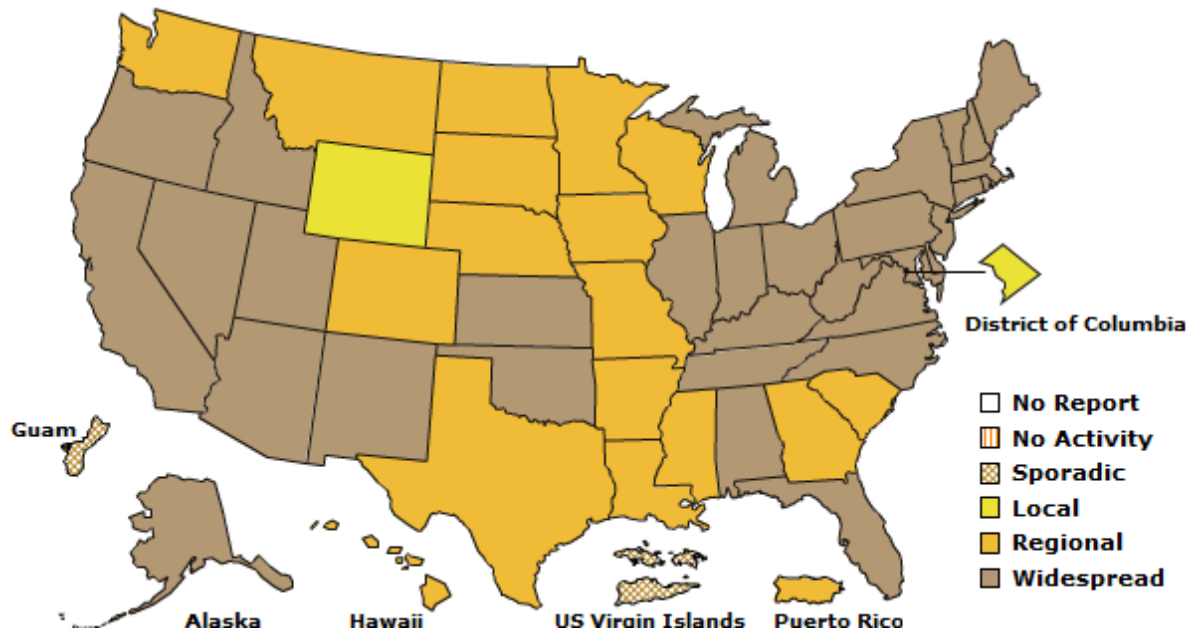 District of Columbia
No Report
No Activity
Guam
Sporadic
Local
Regional
Widespread
Alaska
Hawaii
US Virgin Islands
Puerto Rico